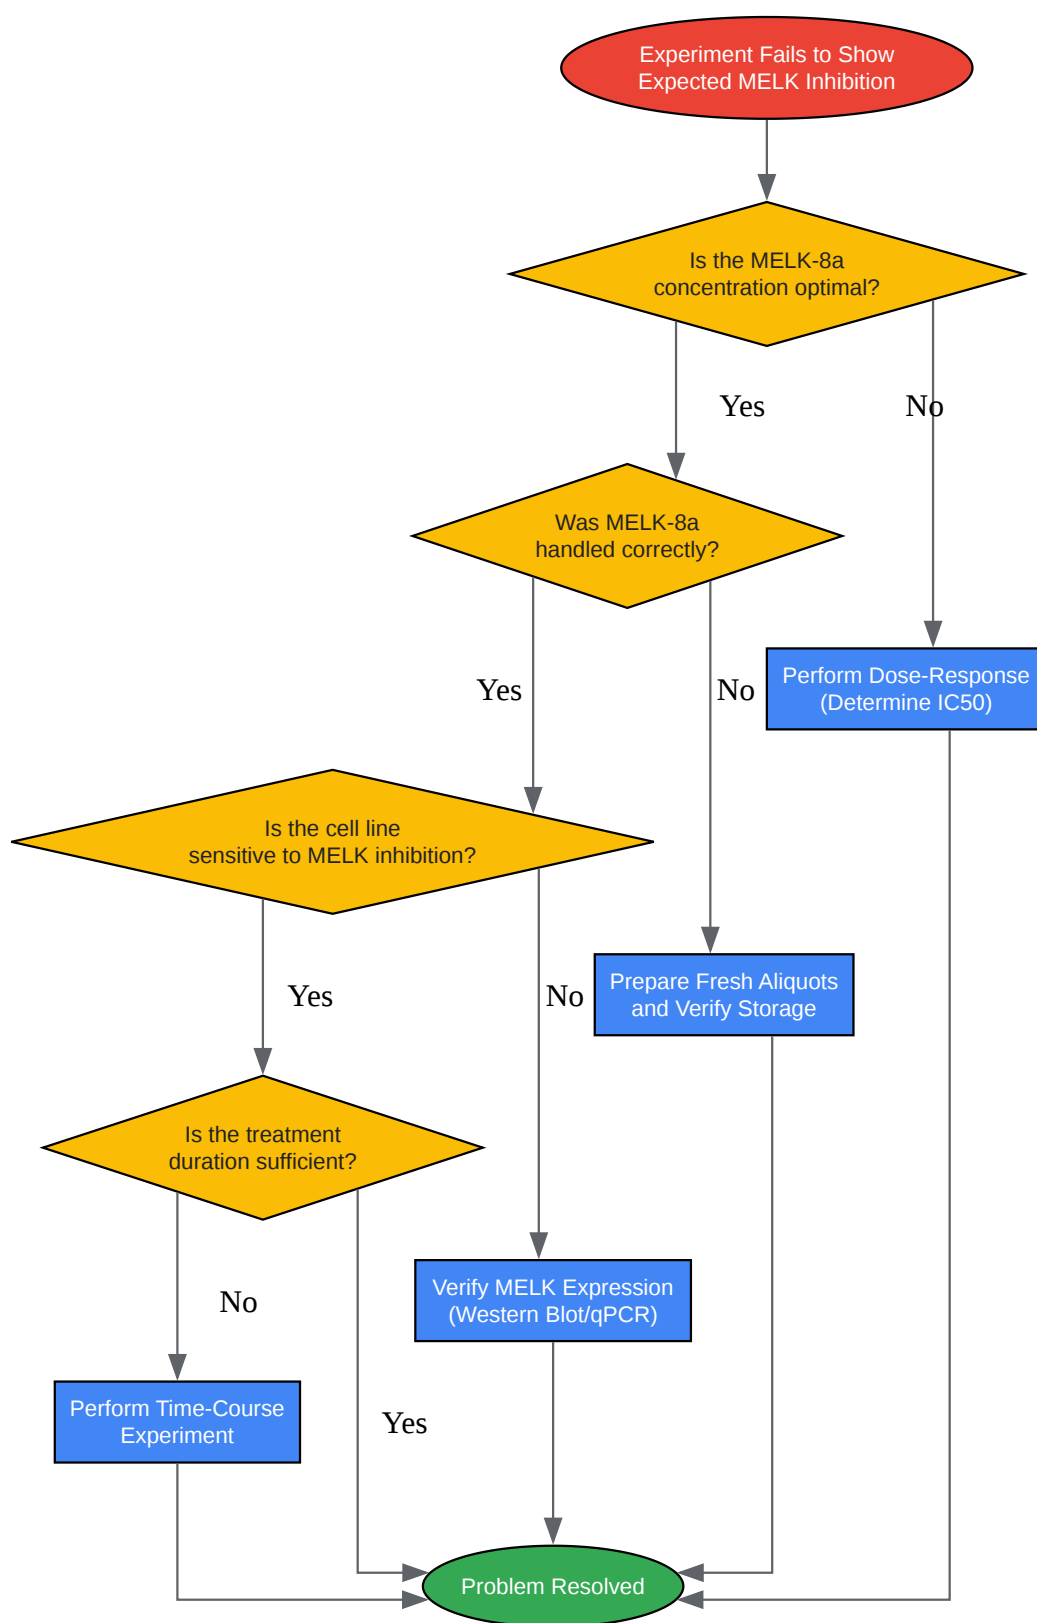 Experiment Fails to Show
Expected MELK Inhibition
Is the MELK-8a
concentration optimal?
Yes
No
Was MELK-8a
handled correctly?
Yes
No
Perform Dose-Response
(Determine IC50)
Is the cell line
sensitive to MELK inhibition?
Yes
No
Prepare Fresh Aliquots
and Verify Storage
Is the treatment
duration sufficient?
No
Verify MELK Expression
(Western Blot/qPCR)
Perform Time-Course
Experiment
Yes
Problem Resolved